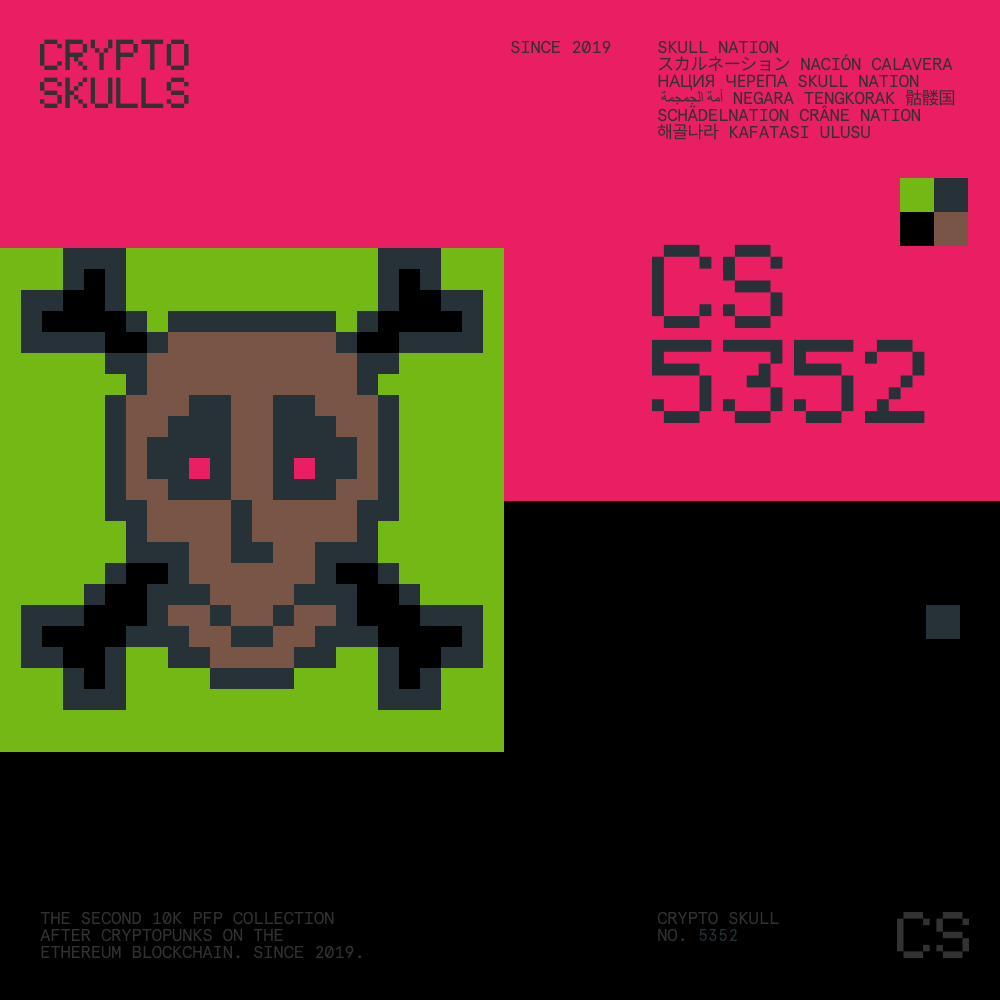 CRYPTO
SKULLS
SINCE 2019
SKULL NATION
スカルネーション NACIÓN CALAVERA
НАЦИЯ ЧЕРЕПА SKULL NATION
أمة الجمجمة NEGARA TENGKORAK 骷髅国
SCHÄDELNATION CRÂNE NATION
해골나라 KAFATASI ULUSU
CS
5352
THE SECOND 10K PFP COLLECTION
AFTER CRYPTOPUNKS ON THE
ETHEREUM BLOCKCHAIN. SINCE 2019.
CRYPTO SKULL
NO. 5352
CS